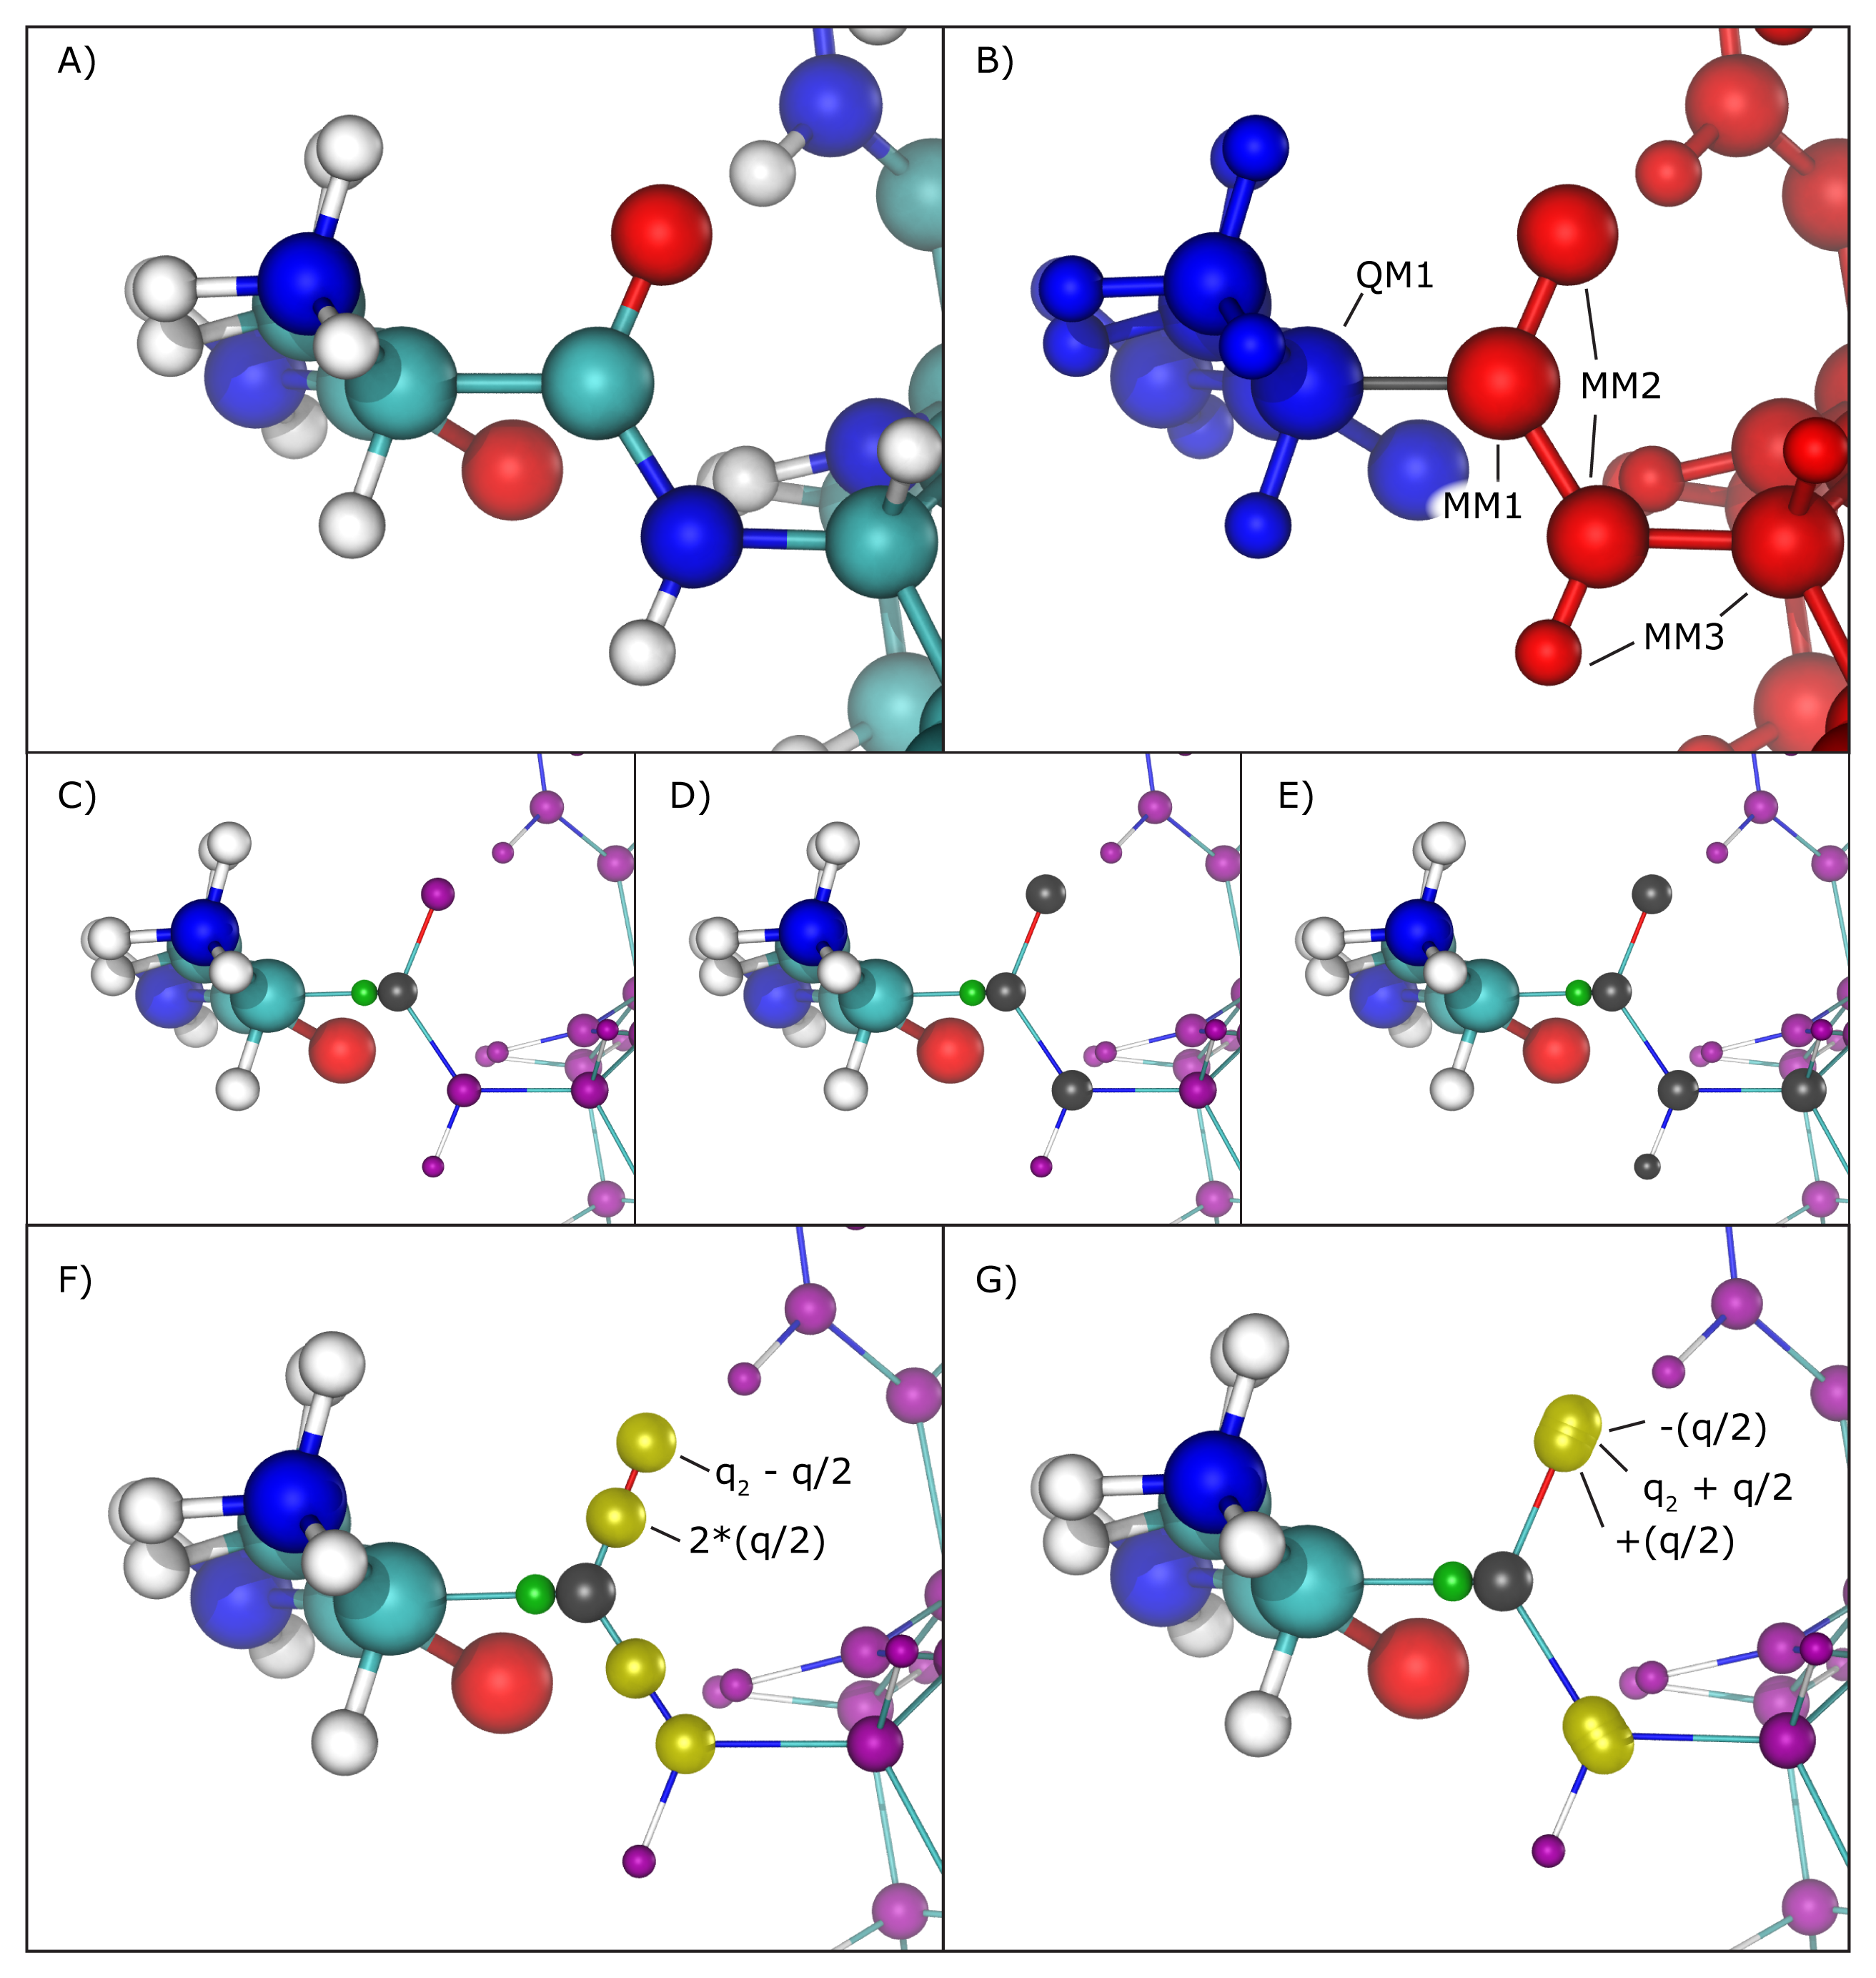 A)
B)
QM1
MM2
MM1
MM3
C)
D)
E)
F)
q₂ - q/2
2*(q/2)
G)
-(q/2)
q₂ + q/2
+(q/2)